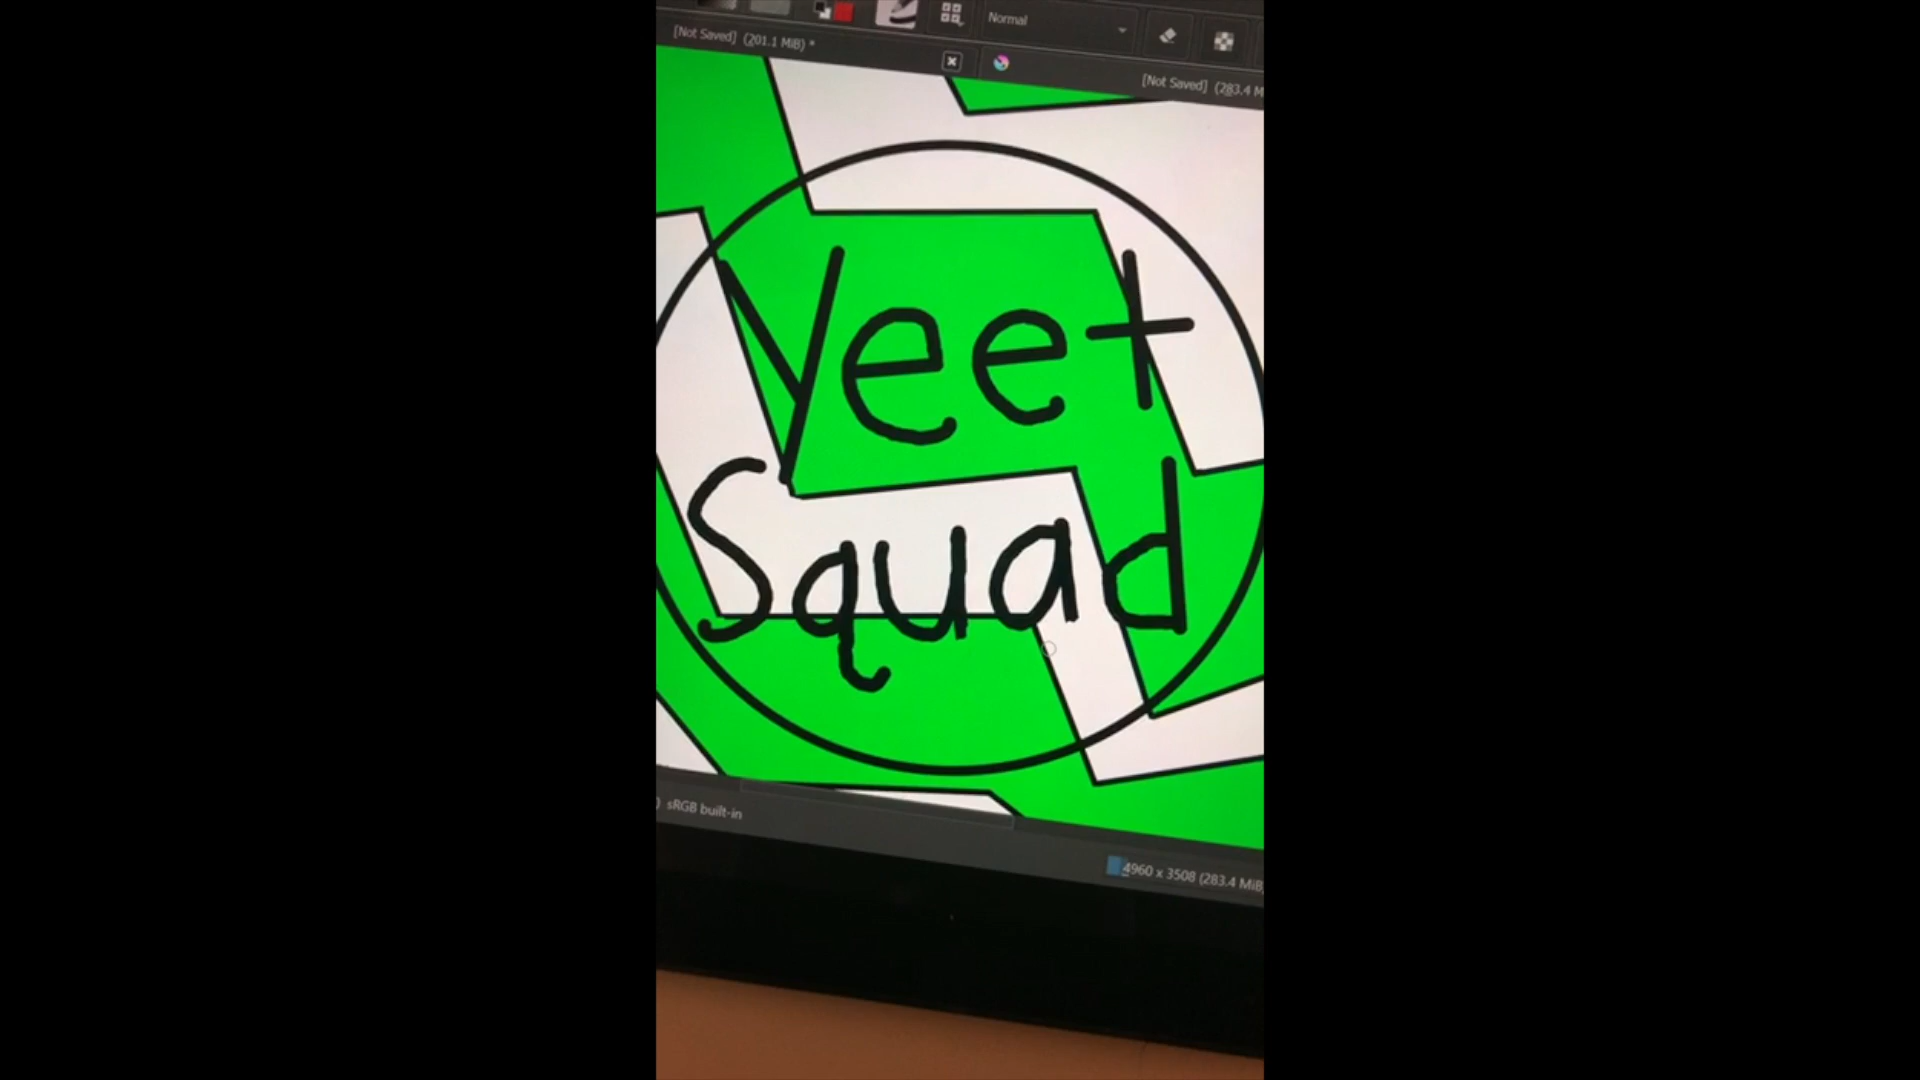 Normal
[Not Saved] (201.1 MiB) *
[Not Saved] (283.4 M
Yeet
Squad
) sRGB built-in
4960 x 3508 (283.4 MiB